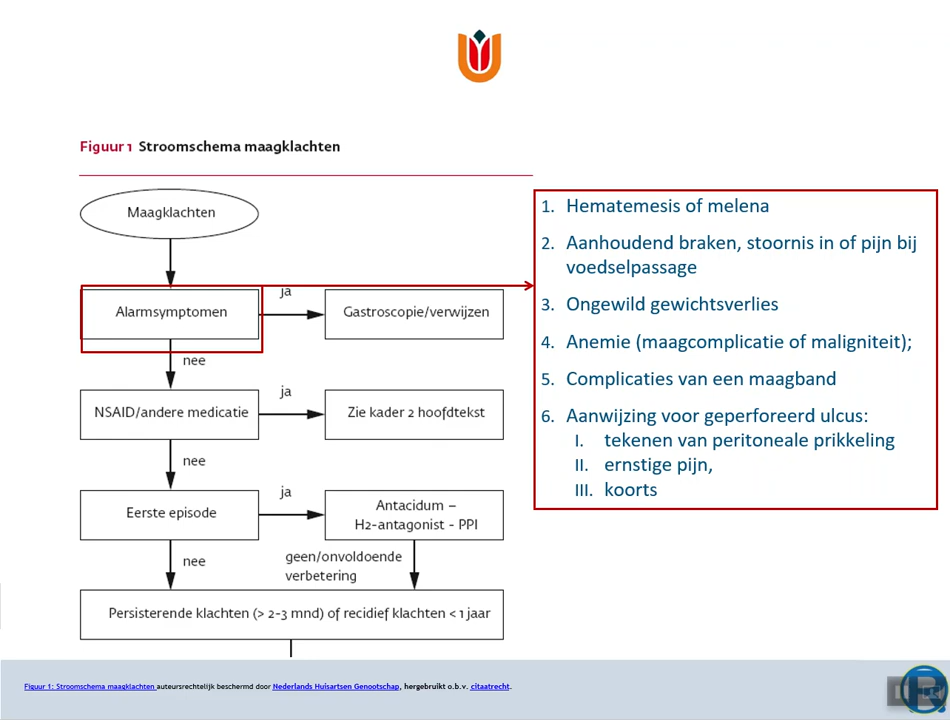 Figuur 1 Stroomschema maagklachten
Maagklachten
Alarmsymptomen
ja
Gastroscopie/verwijzen
nee
NSAID/andere medicatie
ja
Zie kader 2 hoofdtekst
nee
Eerste episode
ja
Antacidum –
H2-antagonist - PPI
nee
geen/onvoldoende
verbetering
Persisterende klachten (> 2-3 mnd) of recidief klachten < 1 jaar
1. Hematemesis of melena
2. Aanhoudend braken, stoornis in of pijn bij
voedselpassage
3. Ongewild gewichtsverlies
4. Anemie (maagcomplicatie of maligniteit);
5. Complicaties van een maagband
6. Aanwijzing voor geperforeerd ulcus:
I. tekenen van peritoneale prikkeling
II. ernstige pijn,
III. koorts
Figuur 1: Stroomschema maagklachten auteursrechtelijk beschermd door Nederlands Huisartsen Genootschap, hergebruikt o.b.v. citaatrecht.